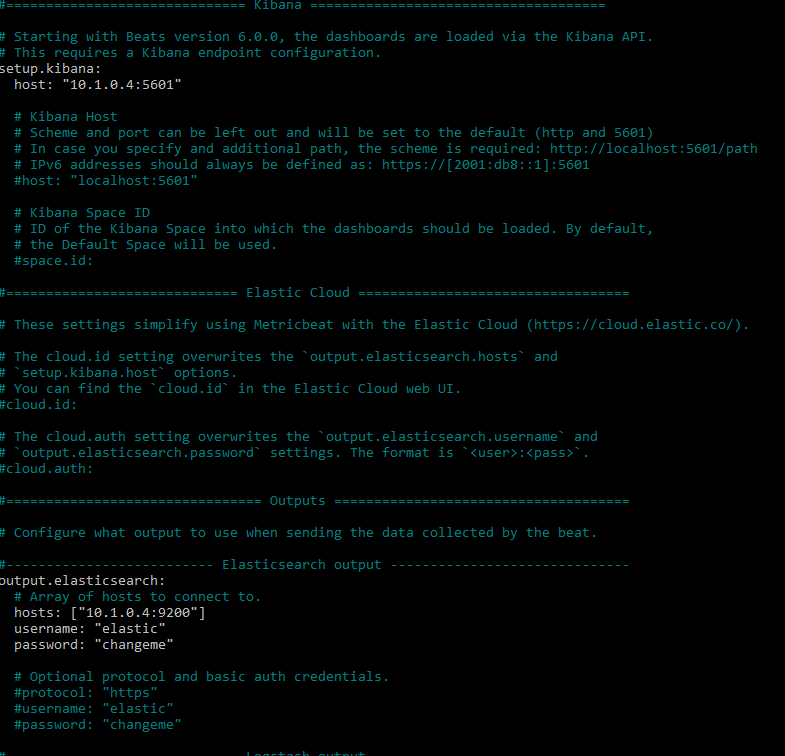 #============================== Kibana =====================================
# Starting with Beats version 6.0.0, the dashboards are loaded via the Kibana API.
# This requires a Kibana endpoint configuration.
setup.kibana:
  host: "10.1.0.4:5601"
  # Kibana Host
  # Scheme and port can be left out and will be set to the default (http and 5601)
  # In case you specify and additional path, the scheme is required: http://localhost:5601/path
  # IPv6 addresses should always be defined as: https://[2001:db8::1]:5601
  #host: "localhost:5601"
  # Kibana Space ID
  # ID of the Kibana Space into which the dashboards should be loaded. By default,
  # the Default Space will be used.
  #space.id:
#============================= Elastic Cloud ==================================
# These settings simplify using Metricbeat with the Elastic Cloud (https://cloud.elastic.co/).
# The cloud.id setting overwrites the `output.elasticsearch.hosts` and
# `setup.kibana.host` options.
# You can find the `cloud.id` in the Elastic Cloud web UI.
#cloud.id:
# The cloud.auth setting overwrites the `output.elasticsearch.username` and
# `output.elasticsearch.password` settings. The format is `<user>:<pass>`.
#cloud.auth:
#================================ Outputs =====================================
# Configure what output to use when sending the data collected by the beat.
#-------------------------- Elasticsearch output ------------------------------
output.elasticsearch:
  # Array of hosts to connect to.
  hosts: ["10.1.0.4:9200"]
  username: "elastic"
  password: "changeme"
  # Optional protocol and basic auth credentials.
  #protocol: "https"
  #username: "elastic"
  #password: "changeme"